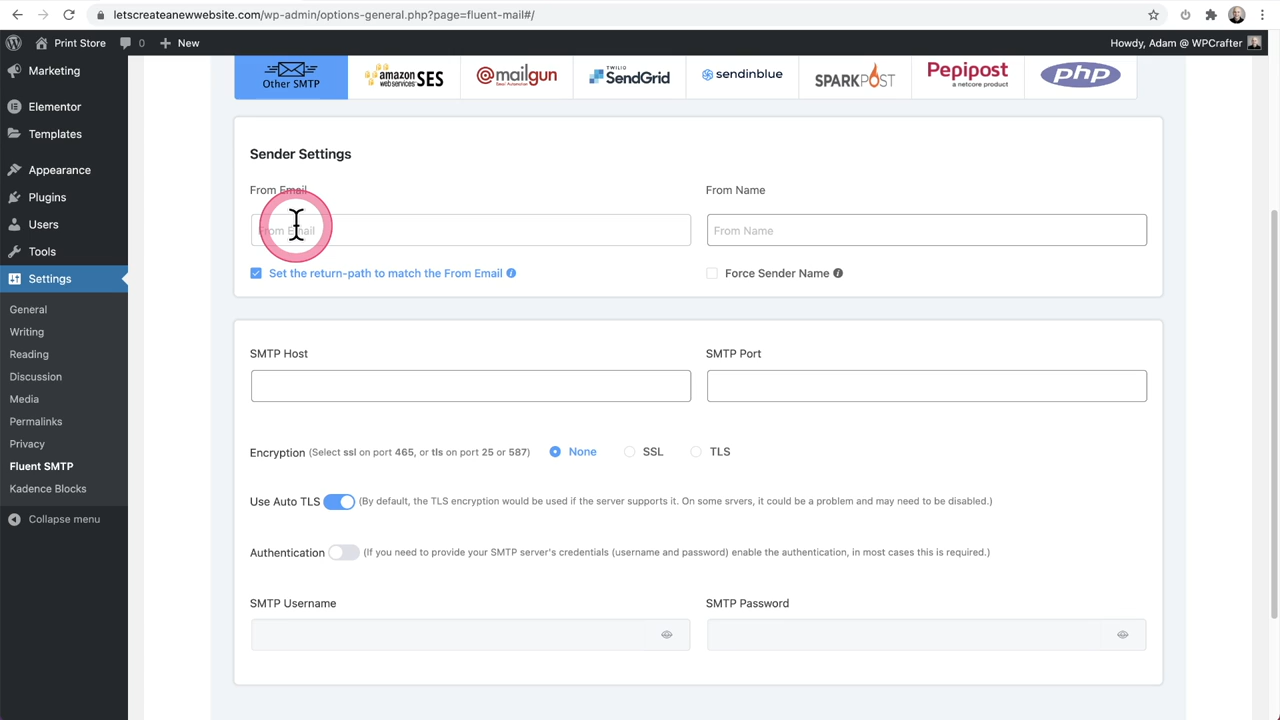 letscreateanewwebsite.com/wp-admin/options-general.php?page=fluent-mail#/
Print Store 0 New Howdy, Adam @ WPCrafter
Marketing
Elementor
Templates
Appearance
Plugins
Users
Tools
Settings
General
Writing
Reading
Discussion
Media
Permalinks
Privacy
Fluent SMTP
Kadence Blocks
Collapse menu
Other SMTP
amazon webservices SES
mailgun
TWILIO
SendGrid
sendinblue
SPARKPOST
Pepipost
a netcore product
php
Sender Settings
From Email From Name
From Email From Name
Set the return-path to match the From Email Force Sender Name
SMTP Host SMTP Port
Encryption (Select ssl on port 465, or tls on port 25 or 587) None SSL TLS
Use Auto TLS (By default, the TLS encryption would be used if the server supports it. On some srvers, it could be a problem and may need to be disabled.)
Authentication (If you need to provide your SMTP server's credentials (username and password) enable the authentication, in most cases this is required.)
SMTP Username SMTP Password